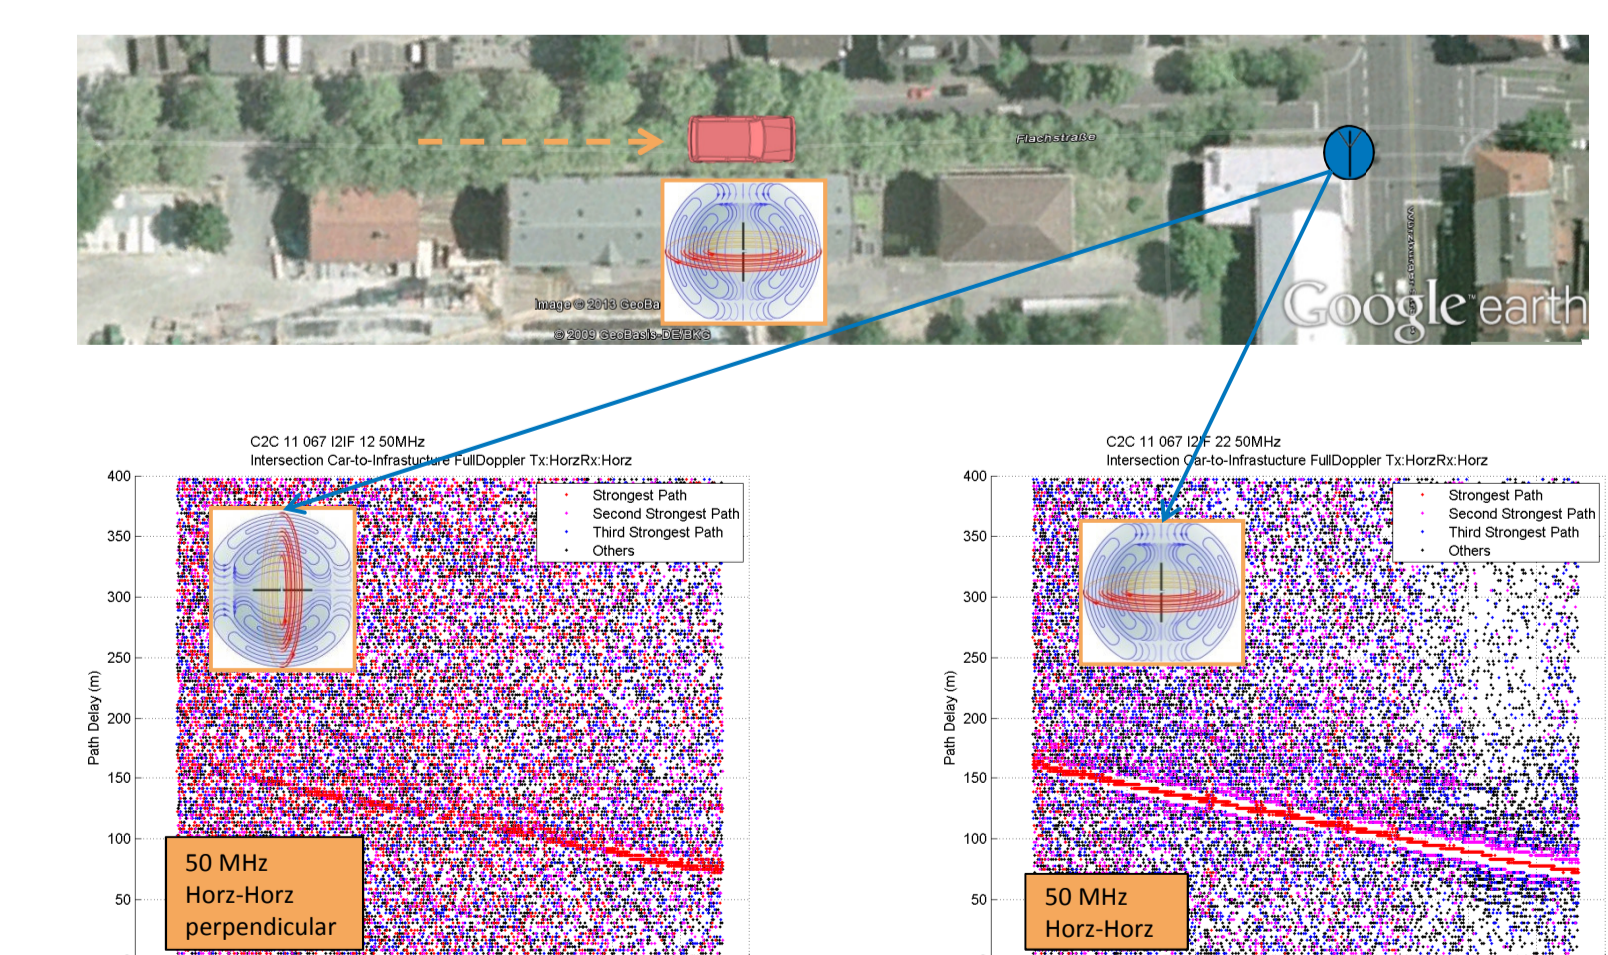 Flachstraße
Image © 2013 GeoBa
© 2009 GeoBasis-DE/BKG
Google earth
C2C 11 067 I2IF 12 50MHz
Intersection Car-to-Infrastucture FullDoppler Tx:HorzRx:Horz
400
350
300
250
200
150
100
50
Path Delay (m)
Strongest Path
Second Strongest Path
Third Strongest Path
Others
50 MHz
Horz-Horz
perpendicular
C2C 11 067 I2IF 22 50MHz
Intersection Car-to-Infrastucture FullDoppler Tx:HorzRx:Horz
400
350
300
250
200
150
100
50
Path Delay (m)
Strongest Path
Second Strongest Path
Third Strongest Path
Others
50 MHz
Horz-Horz